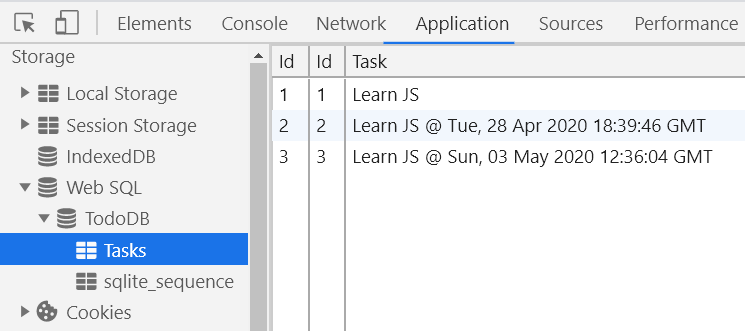 Elements Console Network Application Sources Performance
Storage
Local Storage
Session Storage
IndexedDB
Web SQL
TodoDB
Tasks
sqlite_sequence
Cookies
Id Id Task
1 1 Learn JS
2 2 Learn JS @ Tue, 28 Apr 2020 18:39:46 GMT
3 3 Learn JS @ Sun, 03 May 2020 12:36:04 GMT